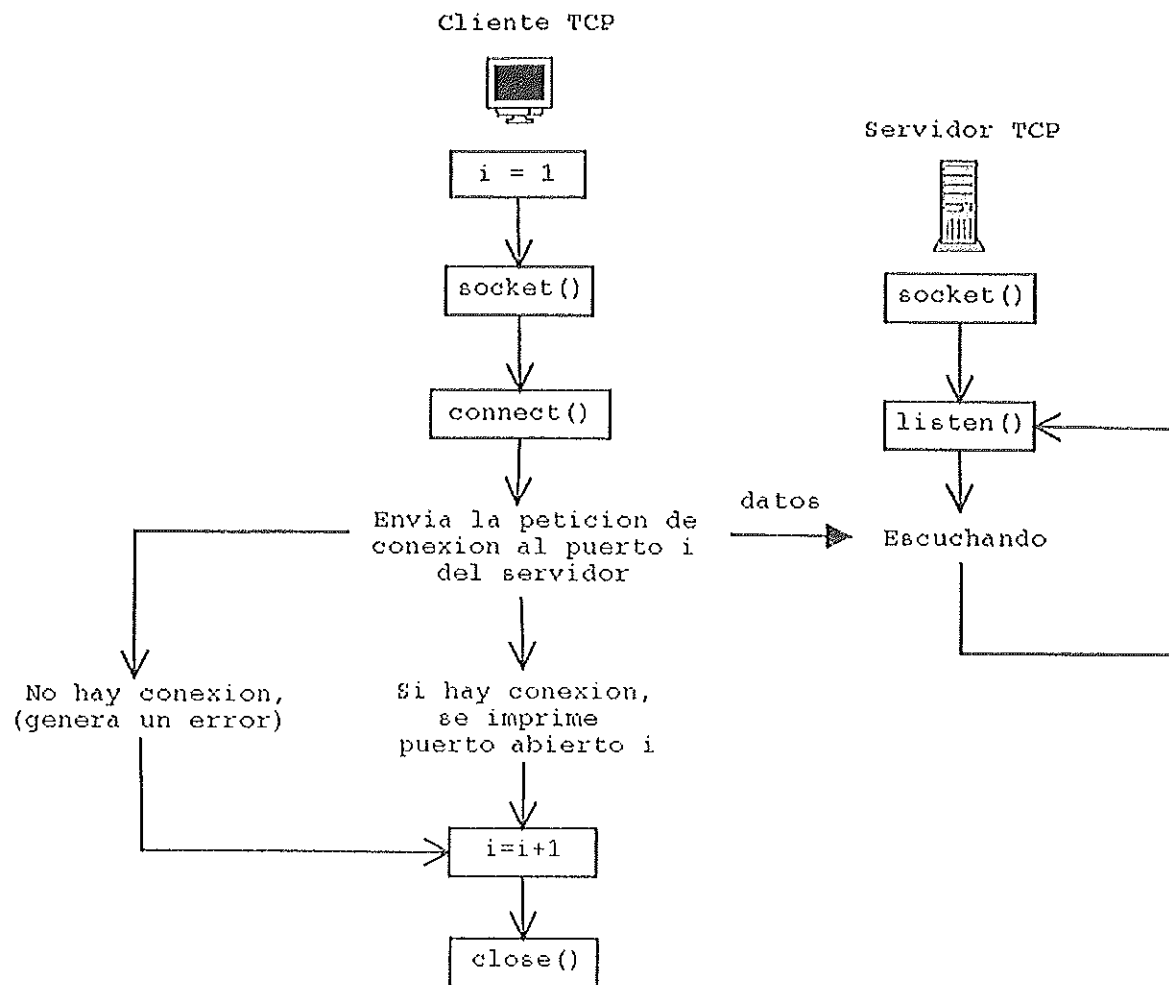 Cliente TCP
i = 1
socket()
connect()
Envia la peticion de
conexion al puerto i
del servidor
datos
No hay conexion,
(genera un error)
Si hay conexion,
se imprime
puerto abierto i
i=i+1
close()
Servidor TCP
socket()
listen()
Escuchando